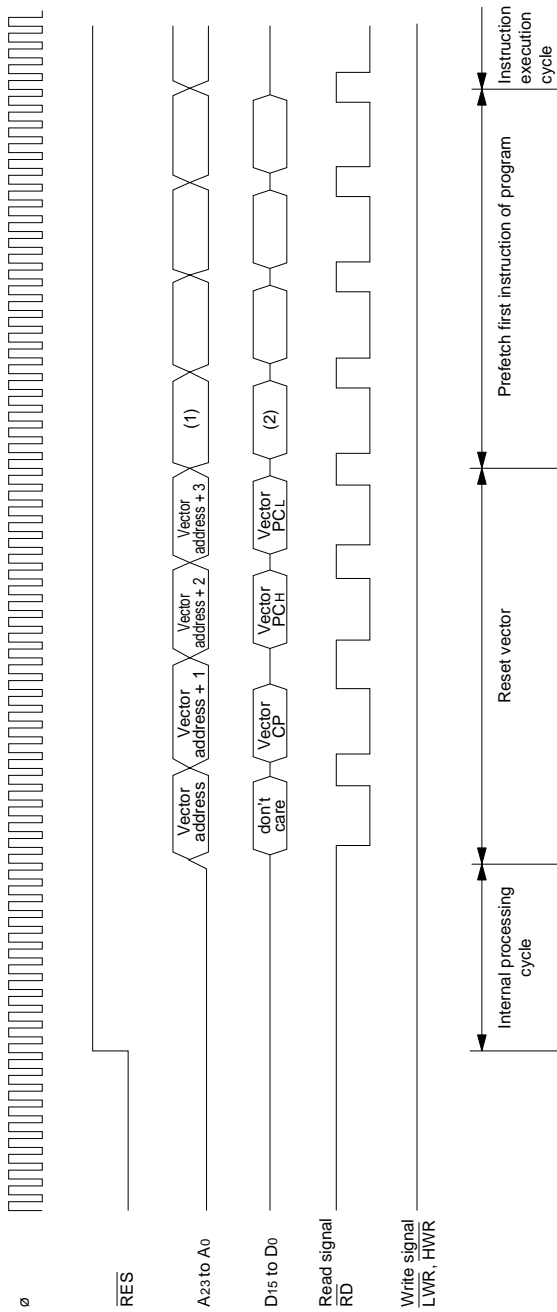 ø
RES
A23 to A0
Vector
address
Vector
address + 1
Vector
address + 2
Vector
address + 3
(1)
D15 to D0
don't
care
Vector
CP
Vector
PCH
Vector
PCL
(2)
Read signal
RD
Write signal
LWR, HWR
Internal processing
cycle
Reset vector
Prefetch first instruction of program
Instruction
execution
cycle